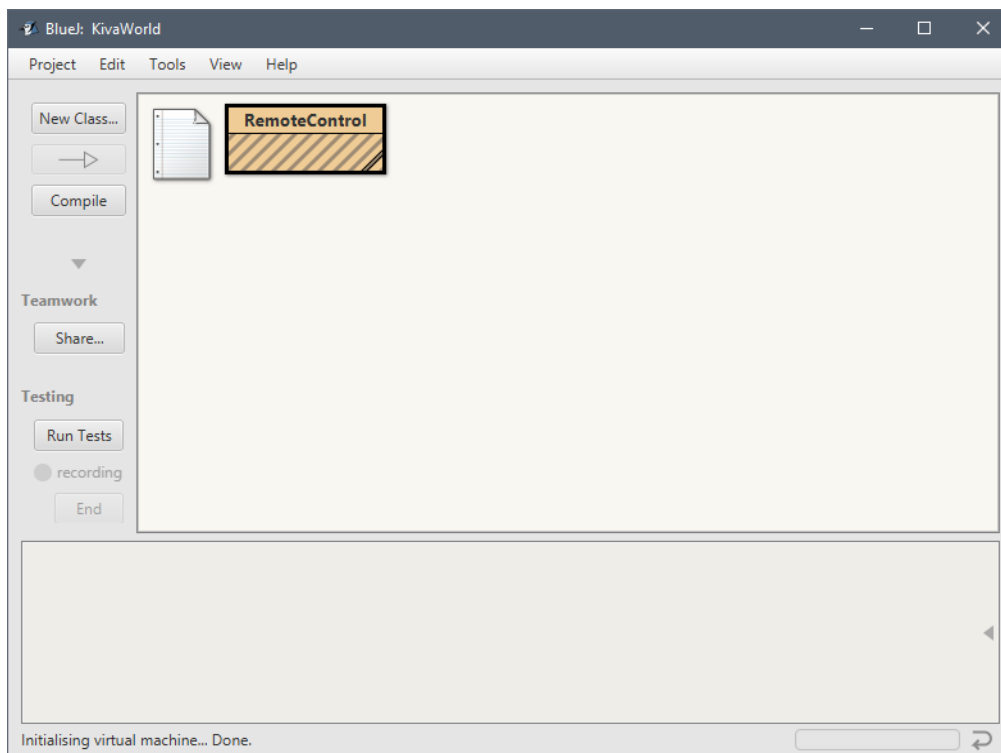 BlueJ: KivaWorld
Project Edit Tools View Help
New Class...
RemoteControl
Compile
Teamwork
Share...
Testing
Run Tests
recording
End
Initialising virtual machine... Done.